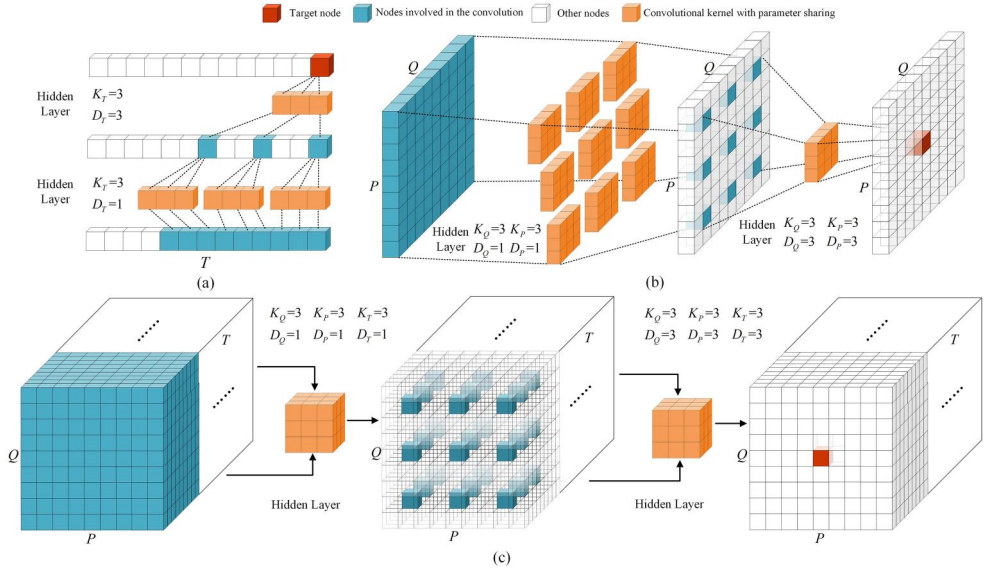 Target node Nodes involved in the convolution Other nodes Convolutional kernel with parameter sharing
Hidden
Layer
K_T=3
D_T=3
Hidden
Layer
K_T=3
D_T=1
T
(a)
Q
P
Hidden
Layer
K_Q=3 K_P=3
D_Q=1 D_P=1
Q
P
Hidden
Layer
K_Q=3 K_P=3
D_Q=3 D_P=3
Q
P
(b)
T
Q
P
K_Q=3 K_P=3 K_T=3
D_Q=1 D_P=1 D_T=1
Hidden Layer
T
Q
P
K_Q=3 K_P=3 K_T=3
D_Q=3 D_P=3 D_T=3
Hidden Layer
T
Q
P
(c)